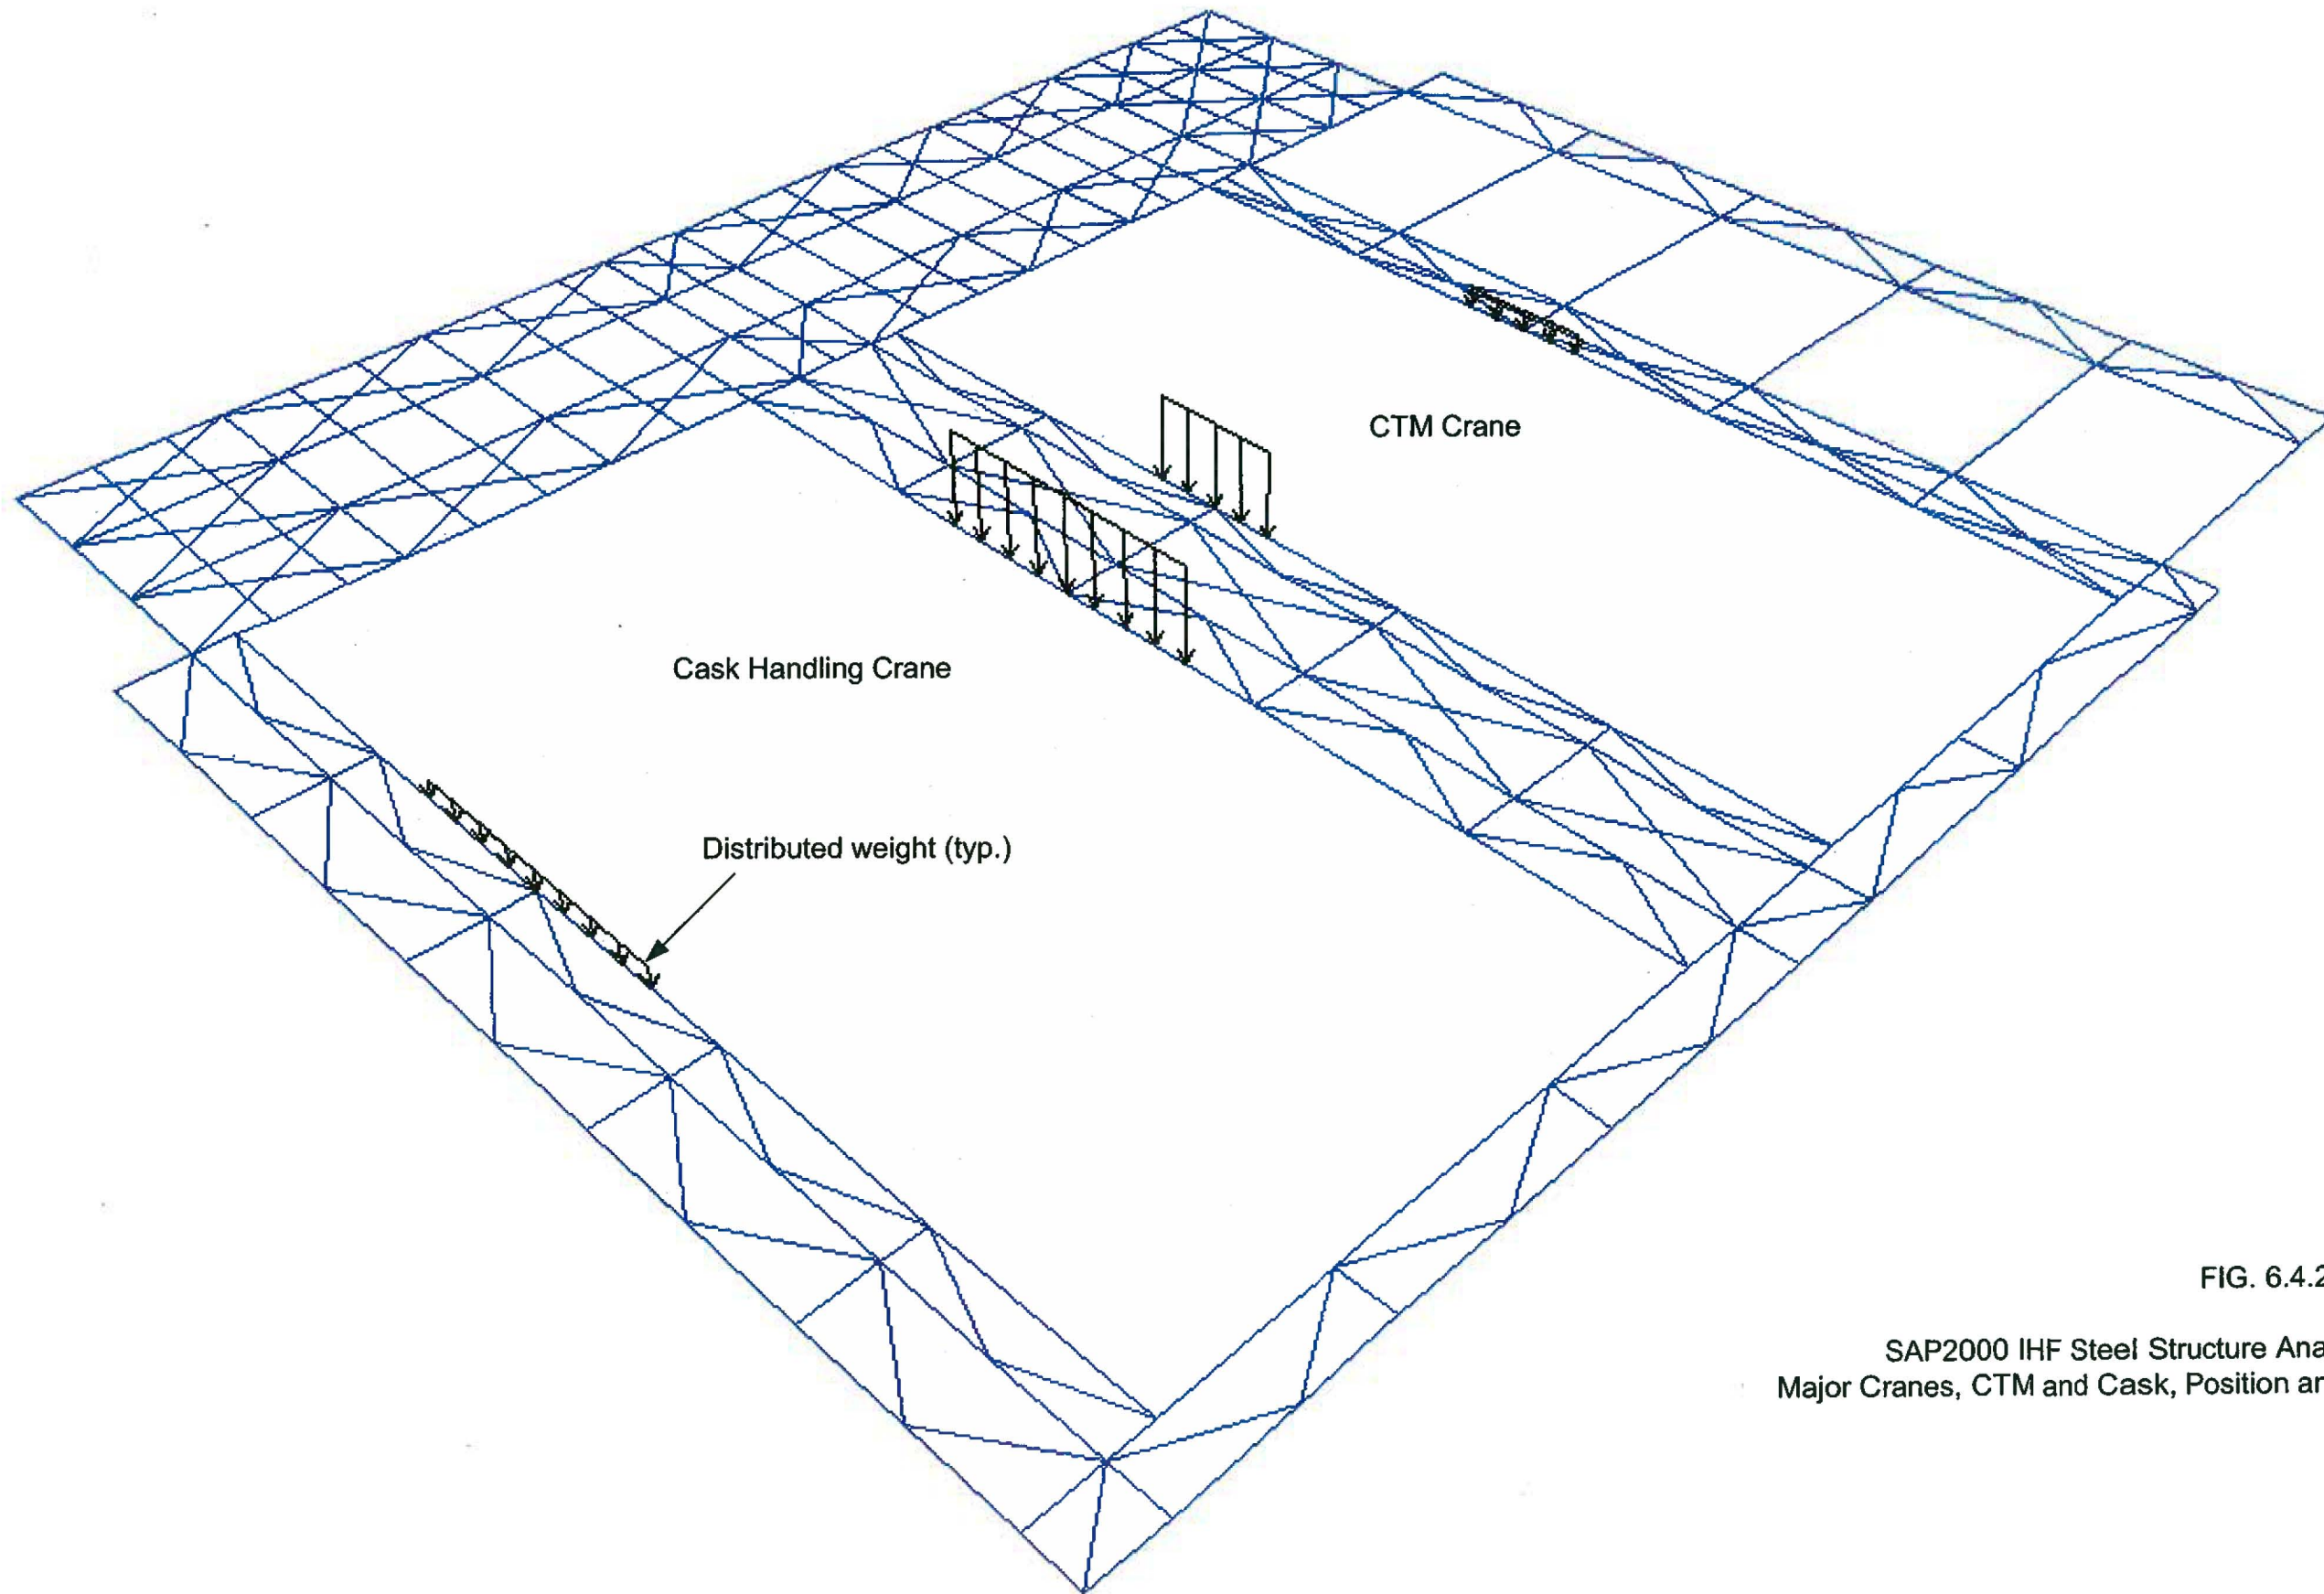 CTM Crane
Cask Handling Crane
Distributed weight (typ.)
FIG. 6.4.2
SAP2000 IHF Steel Structure Ana
Major Cranes, CTM and Cask, Position ar